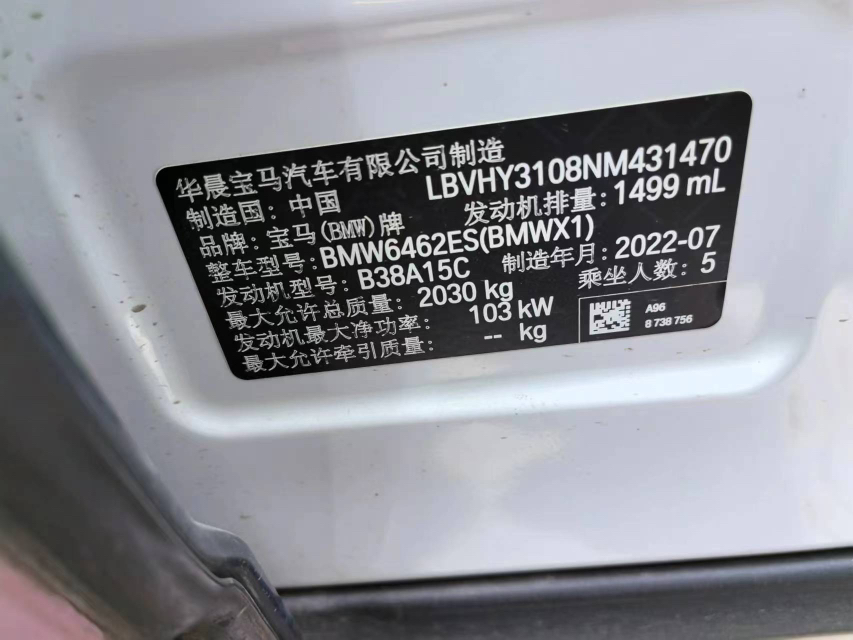 华晨宝马汽车有限公司制造
制造国: 中国 LBVHY3108NM431470
品牌: 宝马(BMW)牌 发动机排量: 1499 mL
整车型号: BMW6462ES(BMWX1)
发动机型号: B38A15C 制造年月: 2022-07
最大允许总质量: 2030 kg 乘坐人数: 5
发动机最大净功率: 103 kW
最大允许牵引质量: -- kg
A96
8 738 756